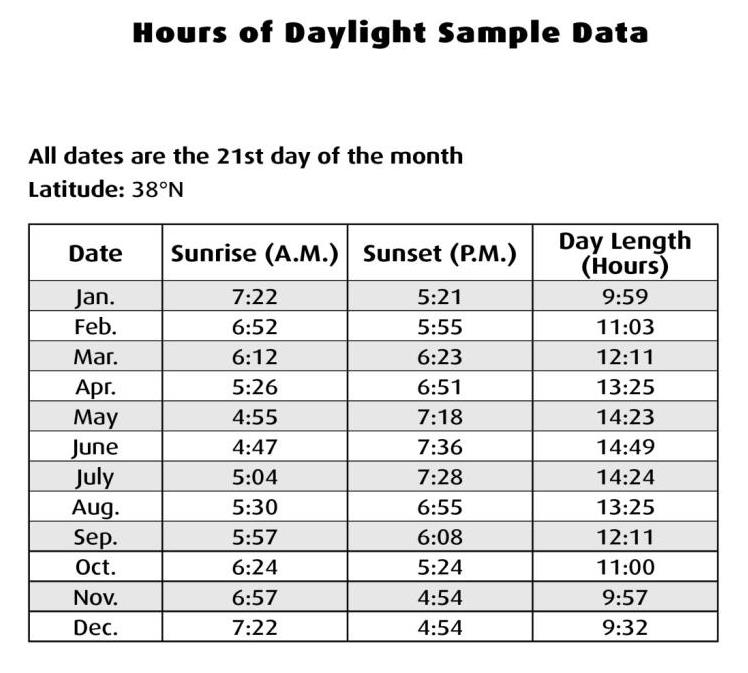 Hours of Daylight Sample Data
All dates are the 21st day of the month
Latitude: 38°N
Date Sunrise (A.M.) Sunset (P.M.) Day Length (Hours)
Jan. 7:22 5:21 9:59
Feb. 6:52 5:55 11:03
Mar. 6:12 6:23 12:11
Apr. 5:26 6:51 13:25
May 4:55 7:18 14:23
June 4:47 7:36 14:49
July 5:04 7:28 14:24
Aug. 5:30 6:55 13:25
Sep. 5:57 6:08 12:11
Oct. 6:24 5:24 11:00
Nov. 6:57 4:54 9:57
Dec. 7:22 4:54 9:32